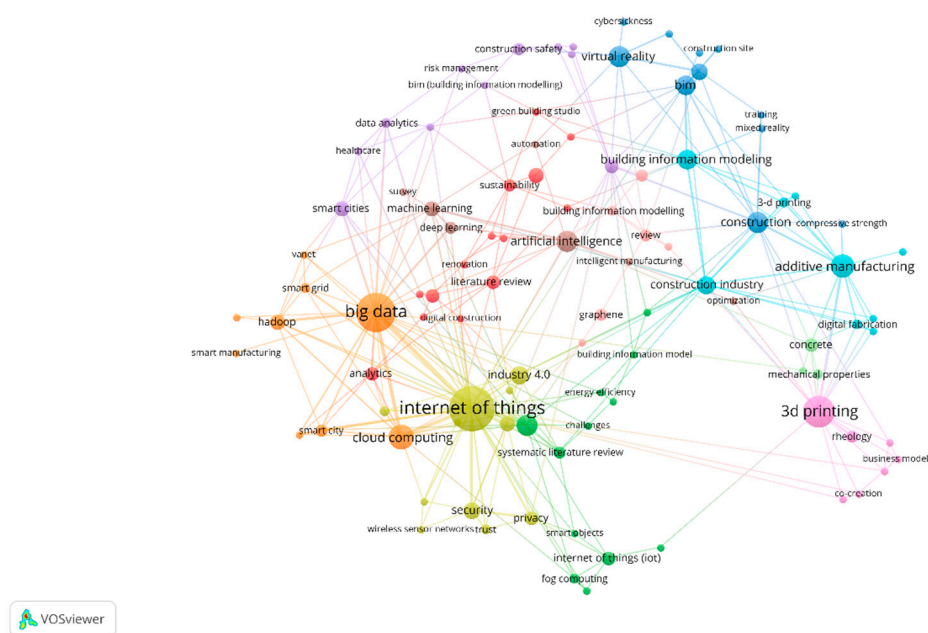 cybersickness
construction safety
construction site
virtual reality
risk management
bim
bim (building information modelling)
green building studio
training
data analytics
mixed reality
automation
healthcare
building information modeling
survey
sustainability
3-d printing
smart cities
machine learning
building information modelling
deep learning
construction
compressive strength
review
artificial intelligence
vanet
intelligent manufacturing
renovation
additive manufacturing
smart grid
literature review
construction industry
optimization
big data
graphene
hadoop
digital construction
digital fabrication
concrete
smart manufacturing
building information model
analytics
industry 4.0
mechanical properties
energy efficiency
internet of things
3d printing
challenges
smart city
cloud computing
rheology
systematic literature review
business model
co-creation
security
privacy
wireless sensor networks
trust
smart objects
internet of things (iot)
fog computing
VOSviewer